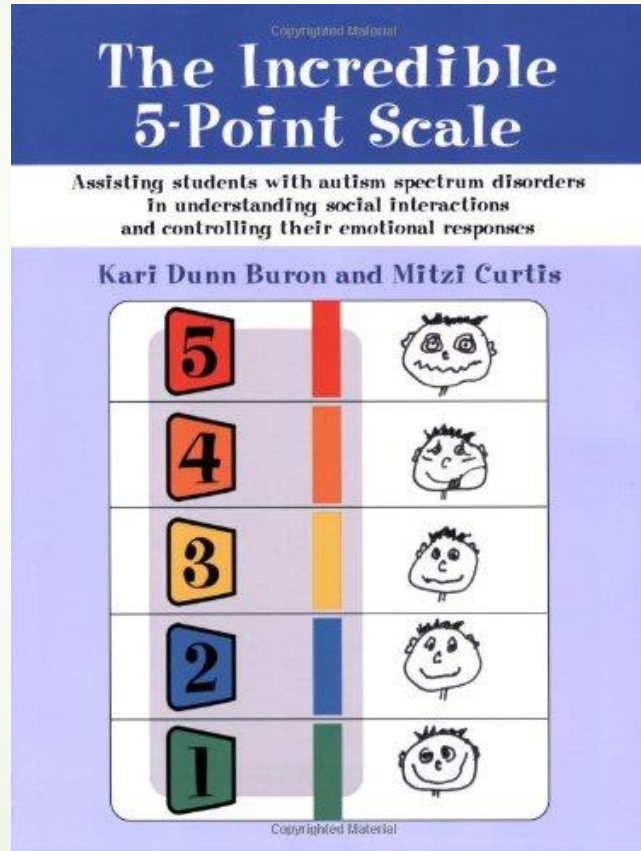 Copyrighted Material
The Incredible
5-Point Scale
Assisting students with autism spectrum disorders
in understanding social interactions
and controlling their emotional responses
Kari Dunn Buron and Mitzi Curtis
5
4
3
2
1
Copyrighted Material